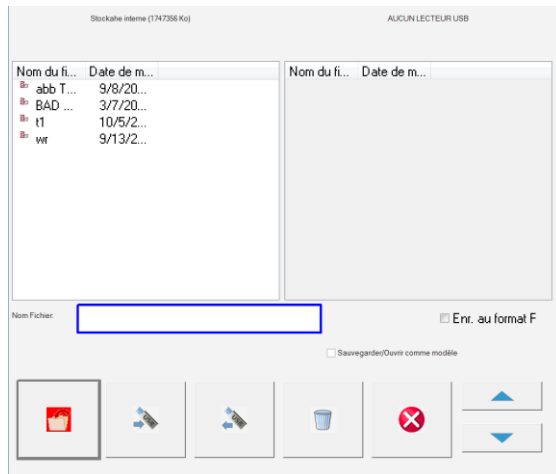 Stockahe interne (1747356 Ko)
AUCUN LECTEUR USB
Nom du fi... Date de m...
Nom du fi... Date de m...
abb T... 9/8/20...
BAD ... 3/7/20...
t1 10/5/2...
wr 9/13/2...
Nom Fichier:
Enr. au format F
Sauvegarder/Ouvrir comme modèle